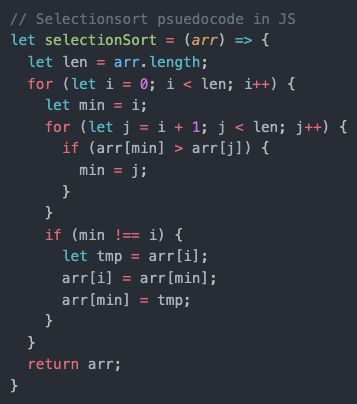 // Selectionsort psuedocode in JS
let selectionSort = (arr) => {
  let len = arr.length;
  for (let i = 0; i < len; i++) {
    let min = i;
    for (let j = i + 1; j < len; j++) {
      if (arr[min] > arr[j]) {
        min = j;
      }
    }
    if (min !== i) {
      let tmp = arr[i];
      arr[i] = arr[min];
      arr[min] = tmp;
    }
  }
  return arr;
}